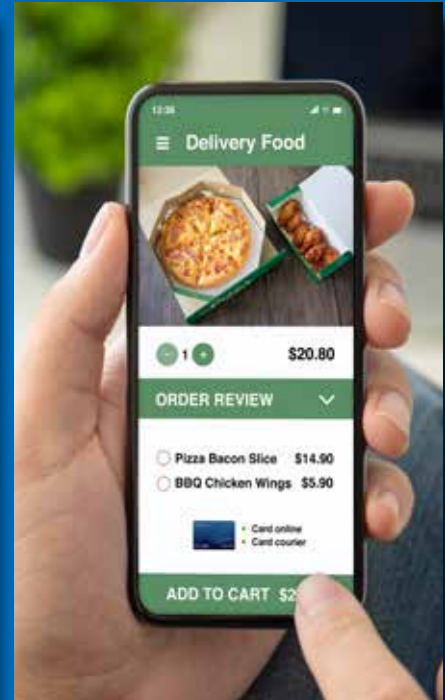 12:36
Delivery Food
1
$20.80
ORDER REVIEW
Pizza Bacon Slice $14.90
BBQ Chicken Wings $5.90
Card online
Card courier
ADD TO CART